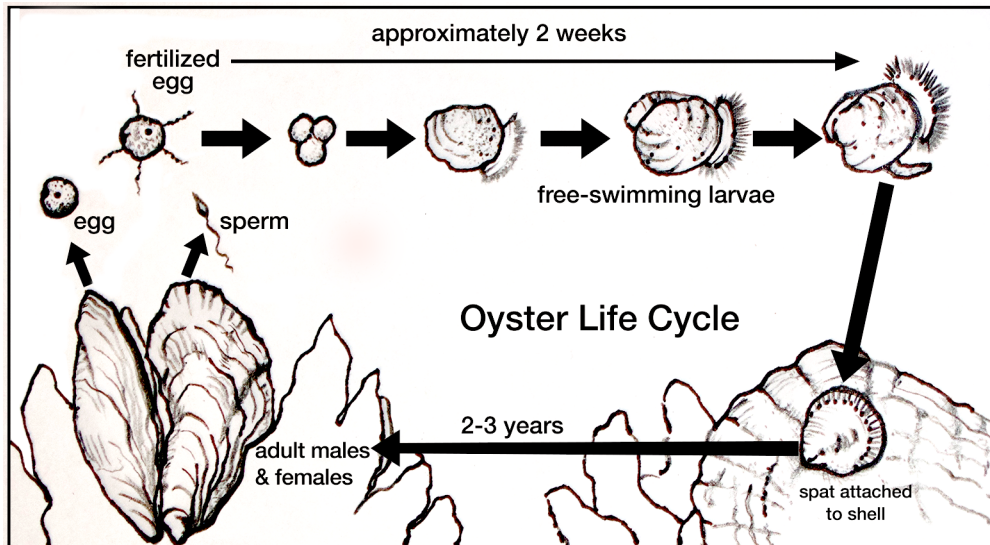 approximately 2 weeks
fertilized
egg
free-swimming larvae
egg
sperm
Oyster Life Cycle
2-3 years
adult males
& females
spat attached
to shell